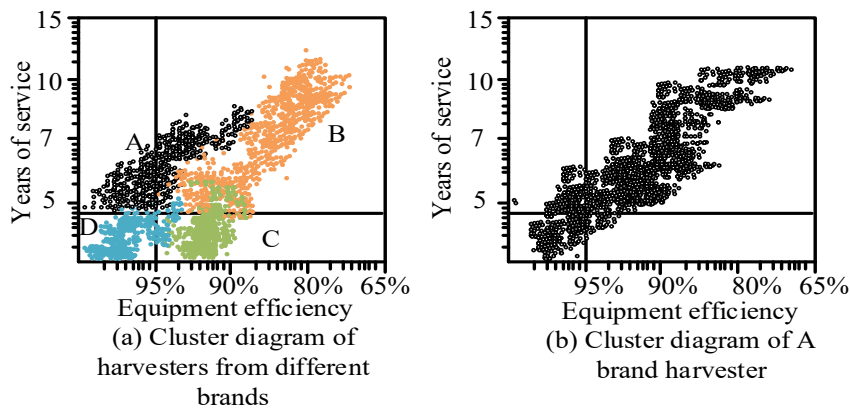 15
10
7
5
Years of service
A
B
C
D
95%
90%
80%
65%
Equipment efficiency
(a) Cluster diagram of
harvesters from different
brands
15
10
7
5
Years of service
95%
90%
80%
65%
Equipment efficiency
(b) Cluster diagram of A
brand harvester